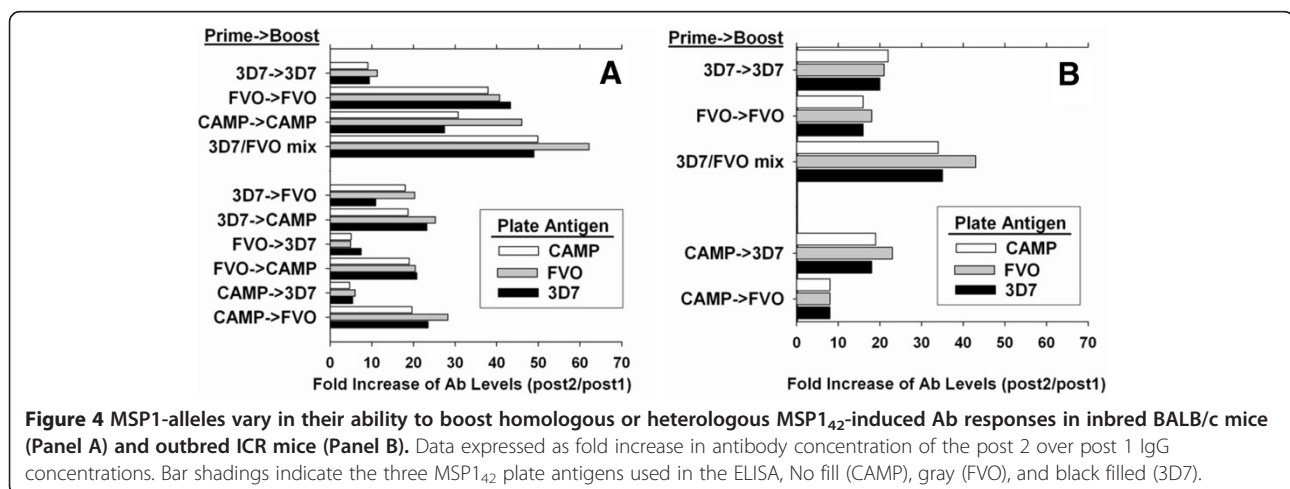 Prime->Boost
A
3D7->3D7
FVO->FVO
CAMP->CAMP
3D7/FVO mix
3D7->FVO
3D7->CAMP
FVO->3D7
FVO->CAMP
CAMP->3D7
CAMP->FVO
Plate Antigen
CAMP
FVO
3D7
0 10 20 30 40 50 60 70
Fold Increase of Ab Levels (post2/post1)
Prime->Boost
B
3D7->3D7
FVO->FVO
3D7/FVO mix
CAMP->3D7
CAMP->FVO
Plate Antigen
CAMP
FVO
3D7
0 10 20 30 40 50 60 70
Fold Increase of Ab Levels (post2/post1)
Figure 4 MSP1-alleles vary in their ability to boost homologous or heterologous MSP1₄₂-induced Ab responses in inbred BALB/c mice
(Panel A) and outbred ICR mice (Panel B). Data expressed as fold increase in antibody concentration of the post 2 over post 1 IgG
concentrations. Bar shadings indicate the three MSP1₄₂ plate antigens used in the ELISA, No fill (CAMP), gray (FVO), and black filled (3D7).